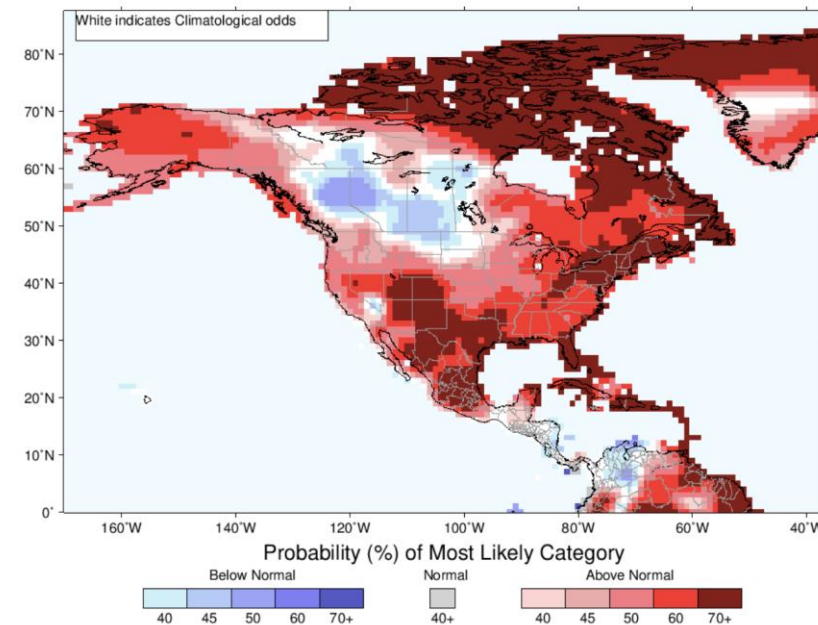 White indicates Climatological odds
80°N
70°N
60°N
50°N
40°N
30°N
20°N
10°N
0°
160°W 140°W 120°W 100°W 80°W 60°W 40°W
Probability (%) of Most Likely Category
Below Normal Normal Above Normal
40 45 50 60 70+ 40+ 40 45 50 60 70+